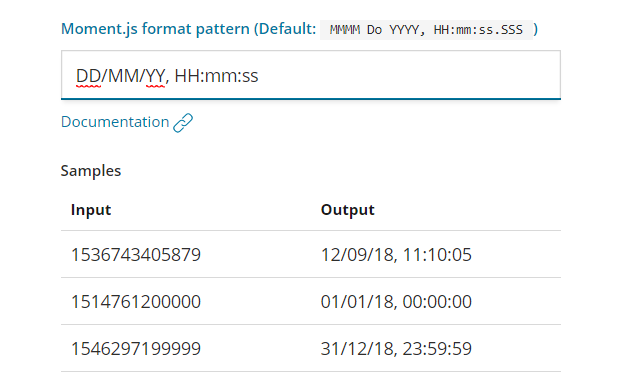 Moment.js format pattern (Default: MMMM Do YYYY, HH:mm:ss.SSS )
DD/MM/YY, HH:mm:ss
Documentation
Samples
Input Output
1536743405879 12/09/18, 11:10:05
1514761200000 01/01/18, 00:00:00
1546297199999 31/12/18, 23:59:59